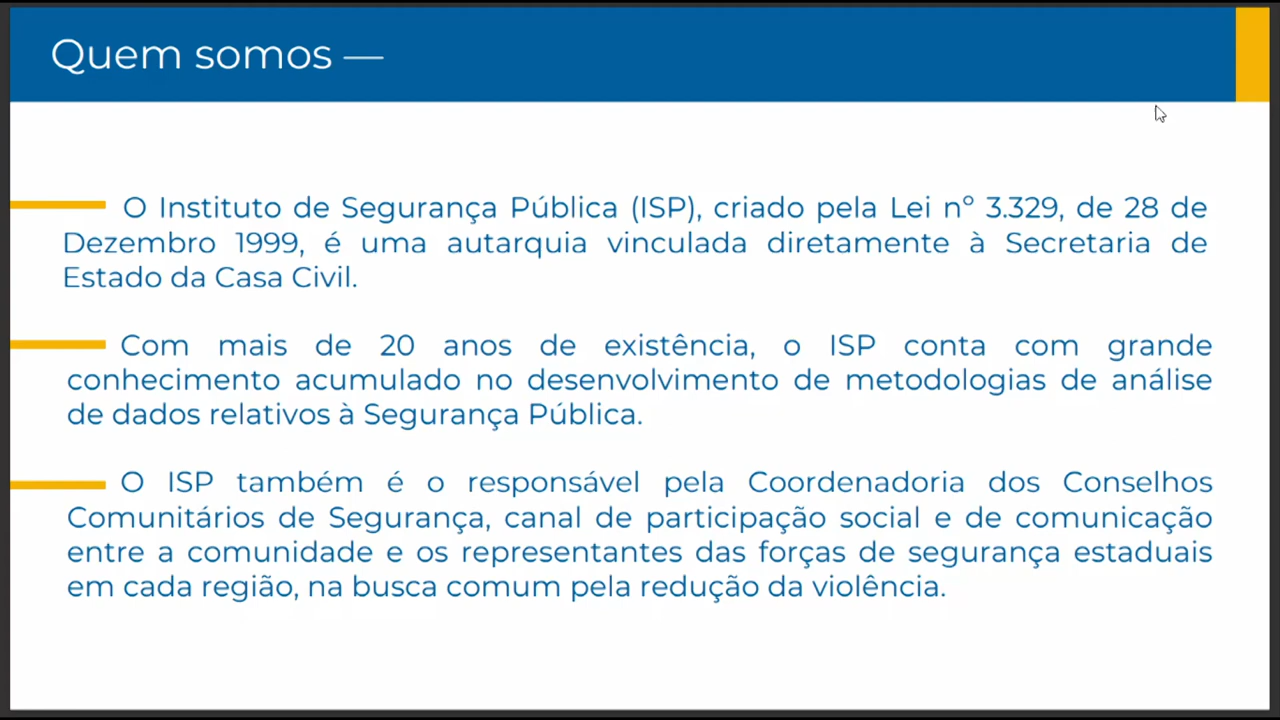 Quem somos —
O Instituto de Segurança Pública (ISP), criado pela Lei nº 3.329, de 28 de
Dezembro 1999, é uma autarquia vinculada diretamente à Secretaria de
Estado da Casa Civil.
Com mais de 20 anos de existência, o ISP conta com grande
conhecimento acumulado no desenvolvimento de metodologias de análise
de dados relativos à Segurança Pública.
O ISP também é o responsável pela Coordenadoria dos Conselhos
Comunitários de Segurança, canal de participação social e de comunicação
entre a comunidade e os representantes das forças de segurança estaduais
em cada região, na busca comum pela redução da violência.